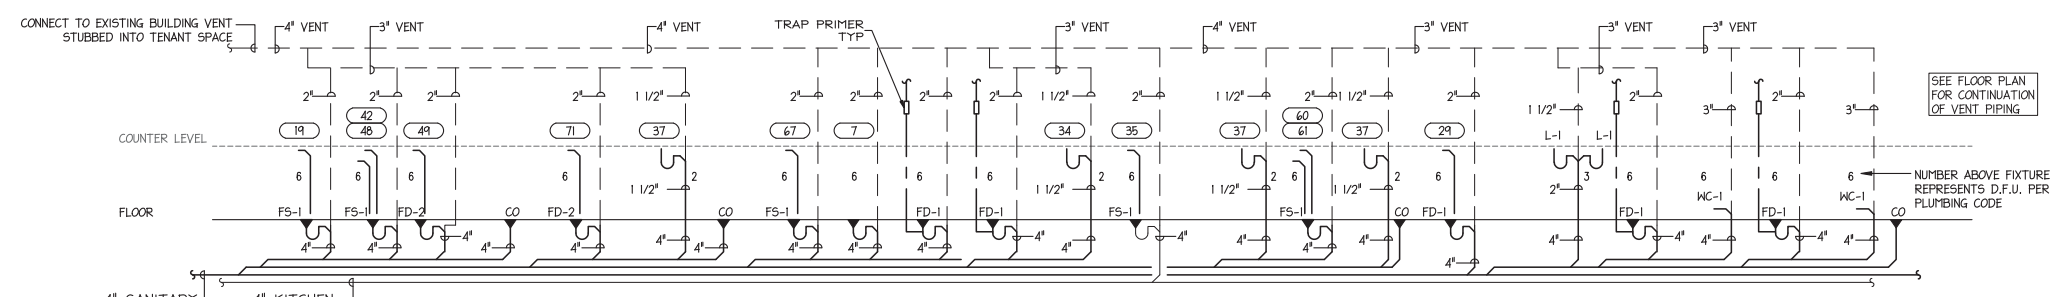 CONNECT TO EXISTING BUILDING VENT
STUBBED INTO TENANT SPACE
4" VENT
3" VENT
4" VENT
TRAP PRIMER
TYP
3" VENT
4" VENT
3" VENT
3" VENT
3" VENT
SEE FLOOR PLAN
FOR CONTINUATION
OF VENT PIPING
2" 2" 2" 2" 1 1/2" 2" 2" 2" 2" 1 1/2" 2" 1 1/2" 2" 1 1/2" 2" 1 1/2" 2" 3" 2" 3"
42 60
19 48 49 71 37 67 7 34 35 37 61 37 29
COUNTER LEVEL
L-1 L-1
6 6 6 6 2 6 6 6 6 2 6 2 6 2 6 3 6 6 6 6
1 1/2" 1 1/2" 1 1/2" 1 1/2" 2"
NUMBER ABOVE FIXTURE
REPRESENTS D.F.U. PER
PLUMBING CODE
WC-1 WC-1
FLOOR
FS-1 FS-1 FD-2 CO FD-2 CO FS-1 FD-1 FD-1 FS-1 FS-1 CO FD-1 FD-1 FD-1 CO
4" 4" 4" 4" 4" 4" 4" 4" 4" 4" 4" 4" 4" 4" 4" 4" 4" 4" 4" 4" 4" 4"
4" SANITARY
4" KITCHEN